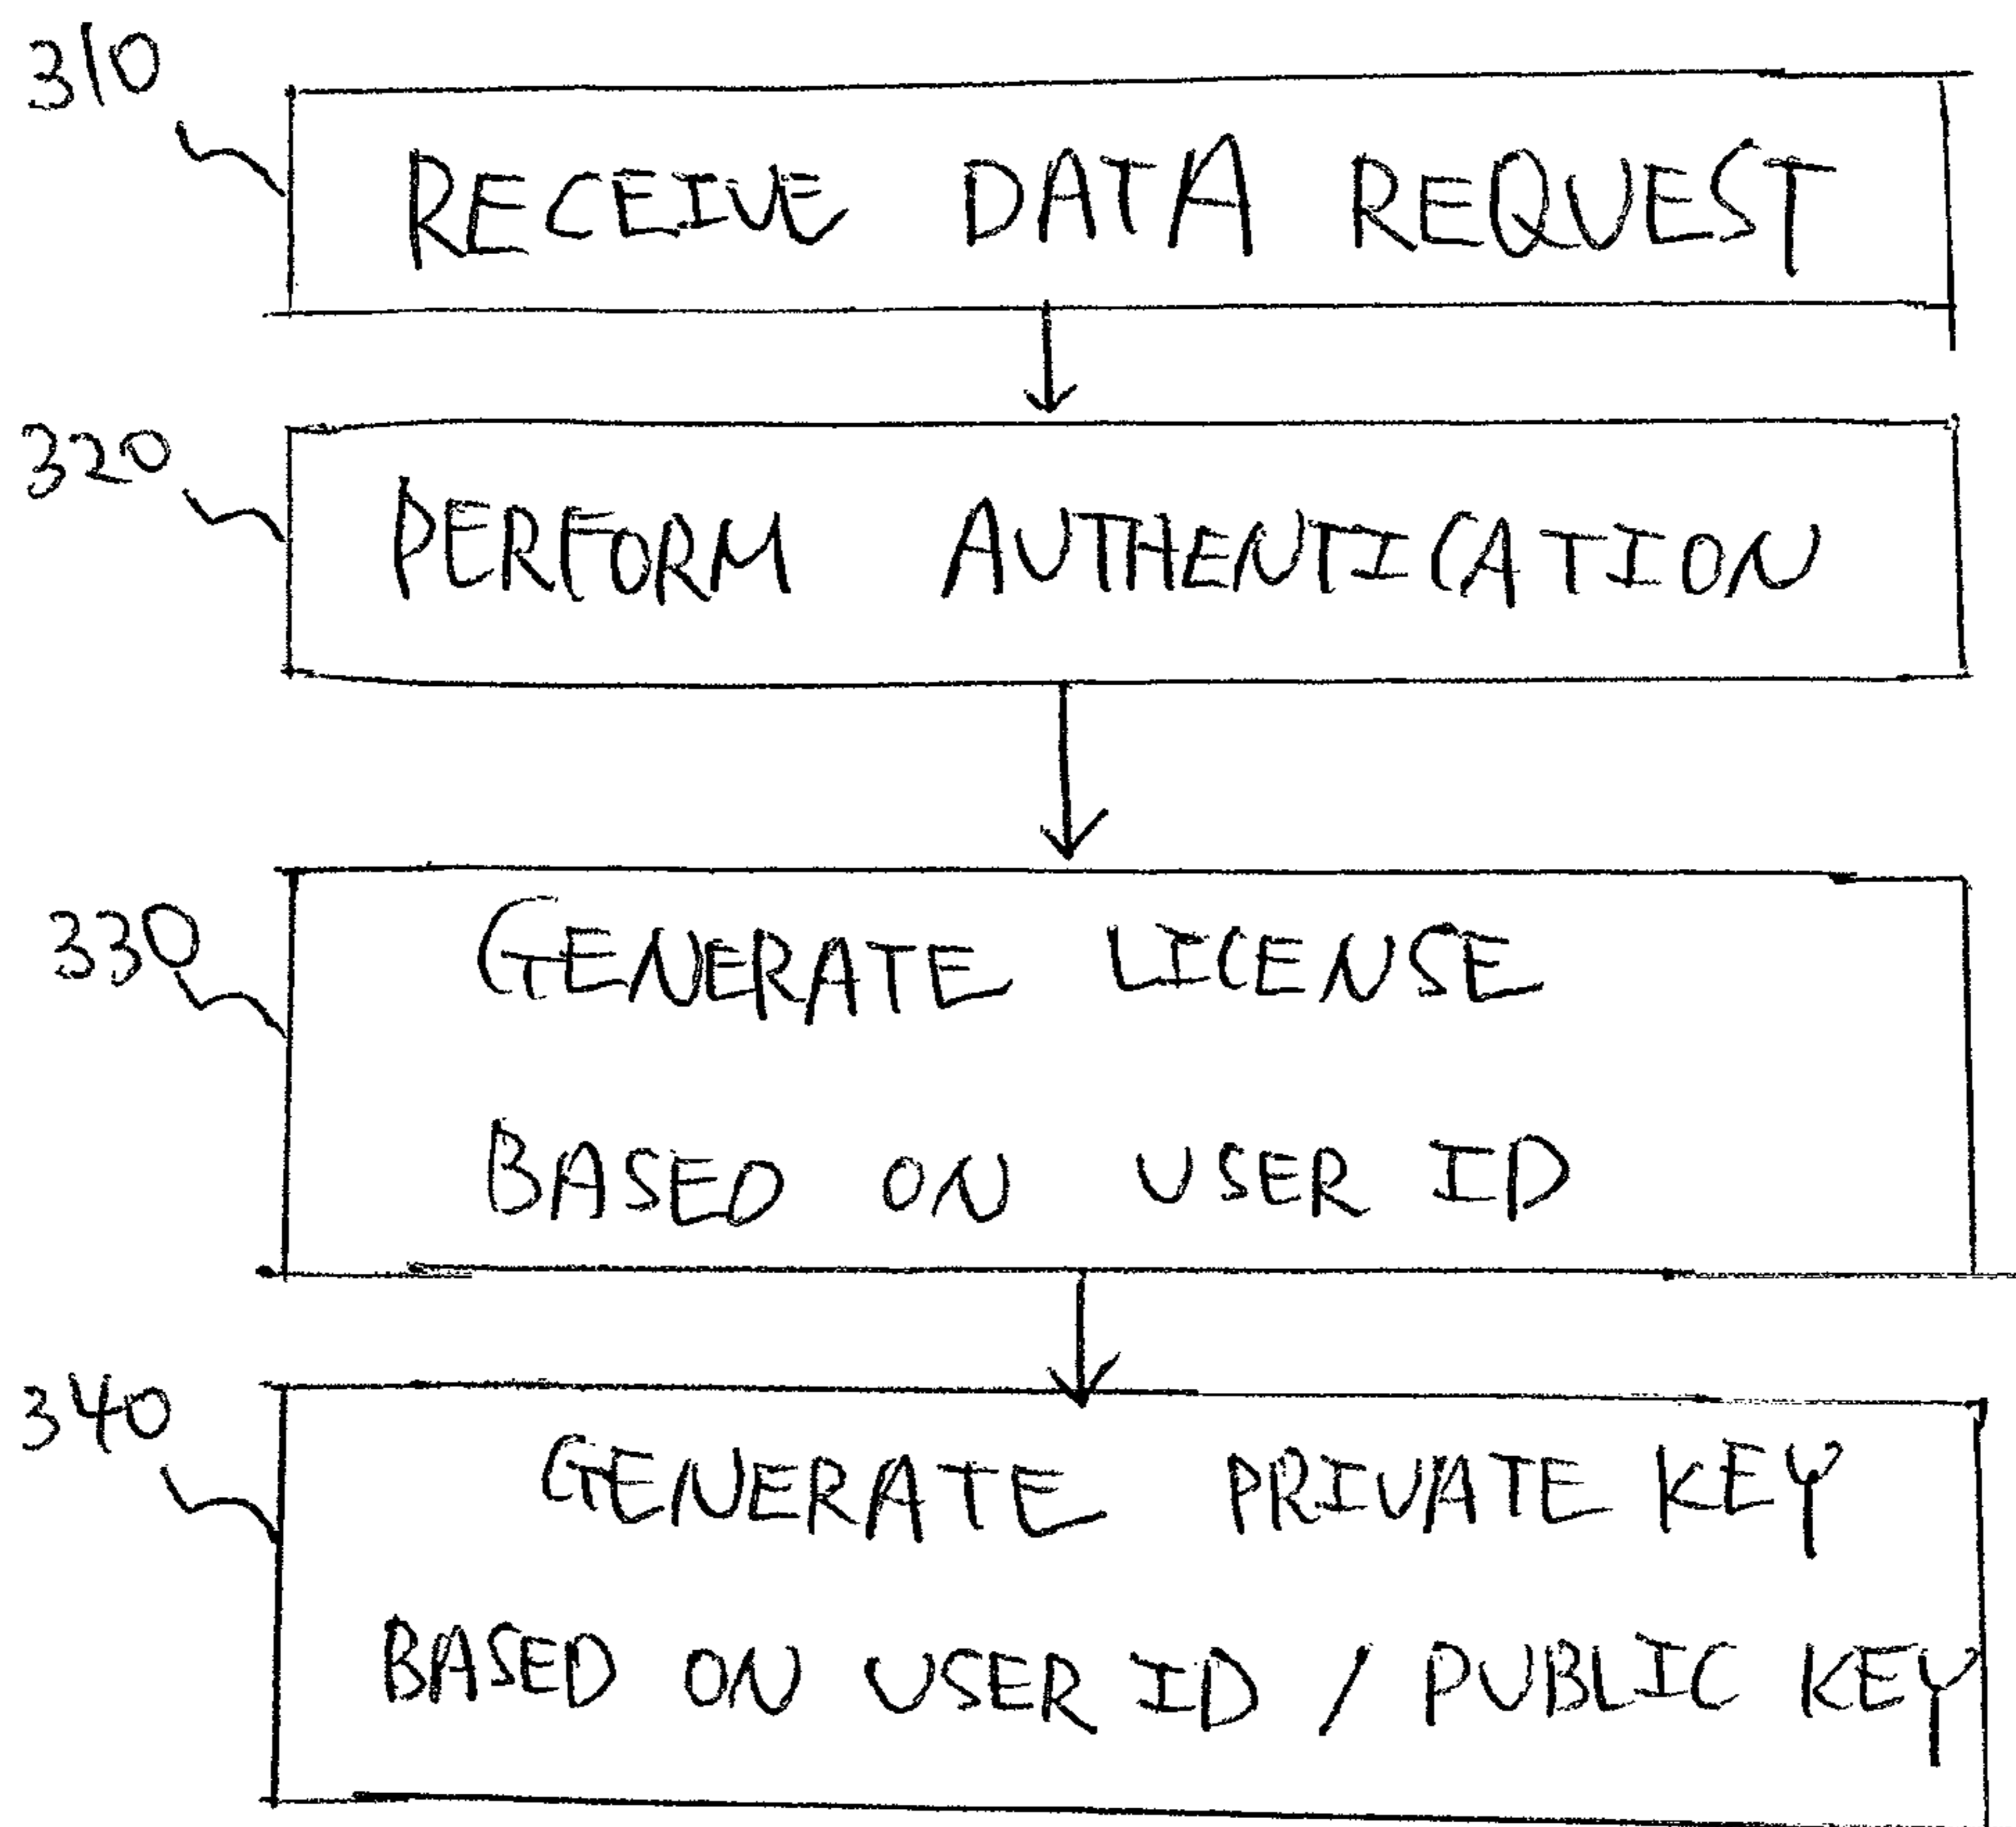 310
RECEIVE DATA REQUEST
320
PERFORM AUTHENTICATION
330
GENERATE LICENSE
BASED ON USER ID
340
GENERATE PRIVATE KEY
BASED ON USER ID / PUBLIC KEY